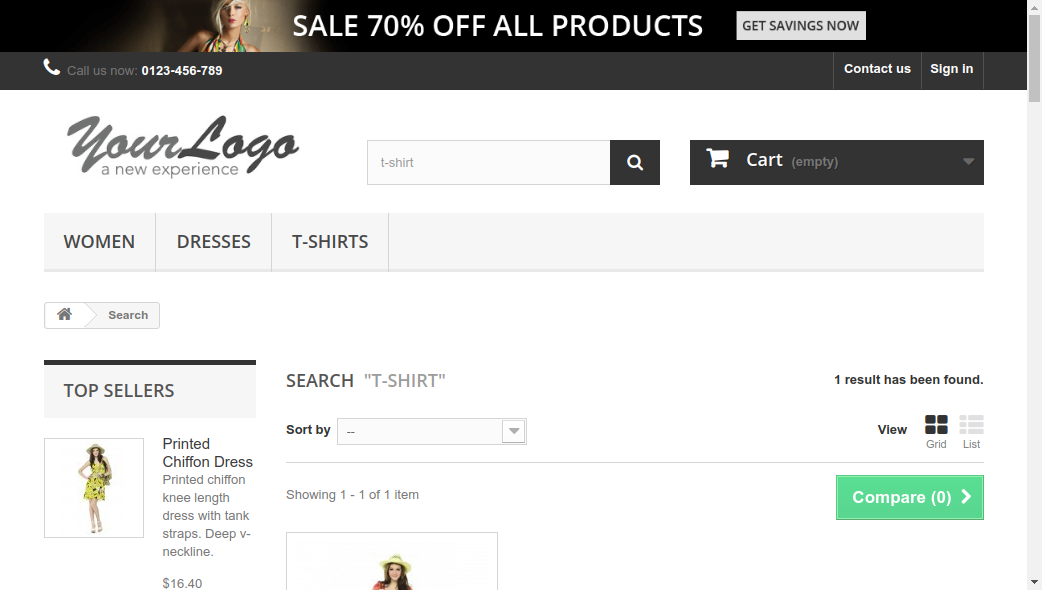 SALE 70% OFF ALL PRODUCTS GET SAVINGS NOW
Call us now: 0123-456-789 Contact us Sign in
YourLogo
a new experience
t-shirt
Cart (empty)
WOMEN DRESSES T-SHIRTS
Search
TOP SELLERS
Printed
Chiffon Dress
Printed chiffon
knee length
dress with tank
straps. Deep v-
neckline.
$16.40
SEARCH "T-SHIRT" 1 result has been found.
Sort by -- View Grid List
Showing 1 - 1 of 1 item
Compare (0)